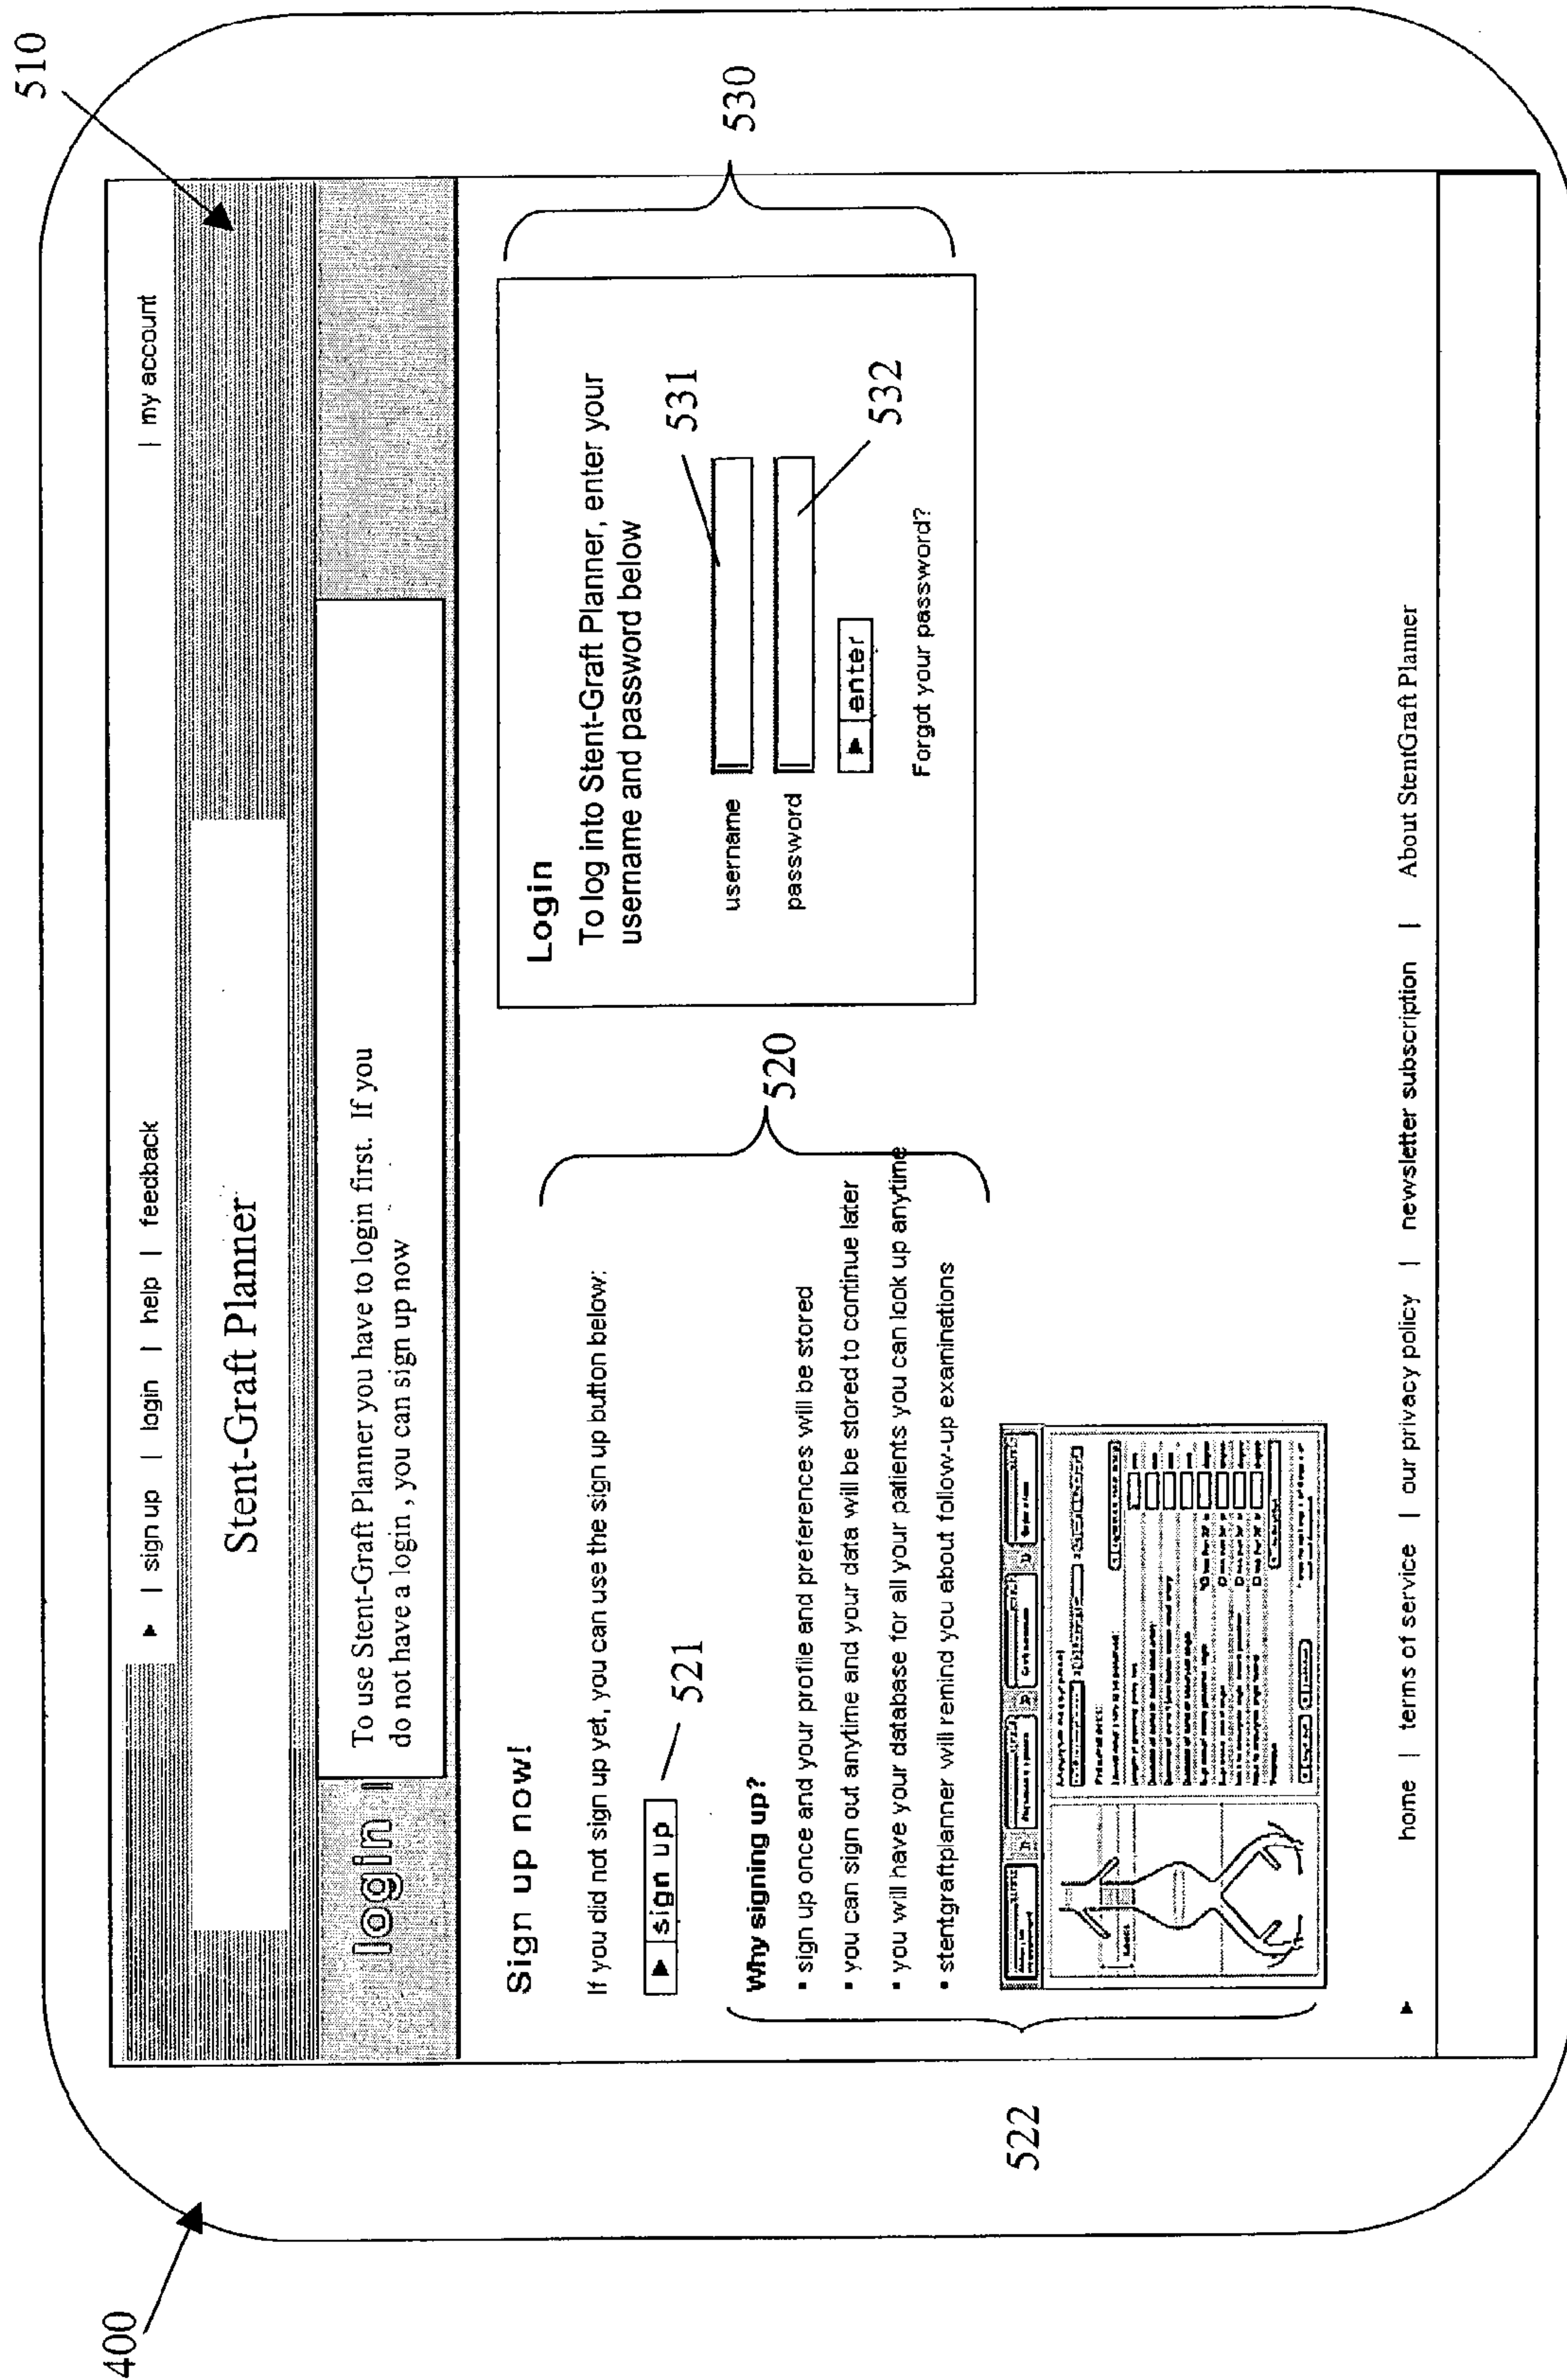 510
400
| sign up | login | help | feedback | my account
Stent-Graft Planner
login
To use Stent-Graft Planner you have to login first. If you
do not have a login , you can sign up now
Sign up now!
If you did not sign up yet, you can use the sign up button below:
sign up
521
Why signing up?
▪ sign up once and your profile and preferences will be stored
▪ you can sign out anytime and your data will be stored to continue later
▪ you will have your database for all your patients you can look up anytime
▪ stentgraftplanner will remind you about follow-up examinations
522
520
Login
To log into Stent-Graft Planner, enter your
username and password below
username
531
password
532
enter
Forgot your password?
530
home | terms of service | our privacy policy | newsletter subscription | About StentGraft Planner